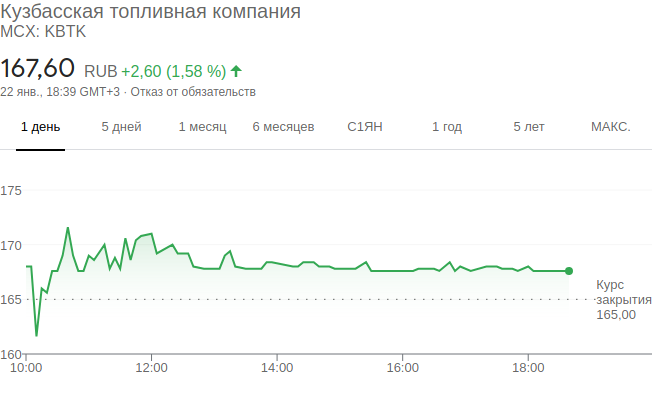 Кузбасская топливная компания
MCX: KBTK
167,60 RUB +2,60 (1,58 %)
22 янв., 18:39 GMT+3 · Отказ от обязательств
1 день 5 дней 1 месяц 6 месяцев С1ЯН 1 год 5 лет МАКС.
175
170
165
160
Курс
закрытия
165,00
10:00 12:00 14:00 16:00 18:00